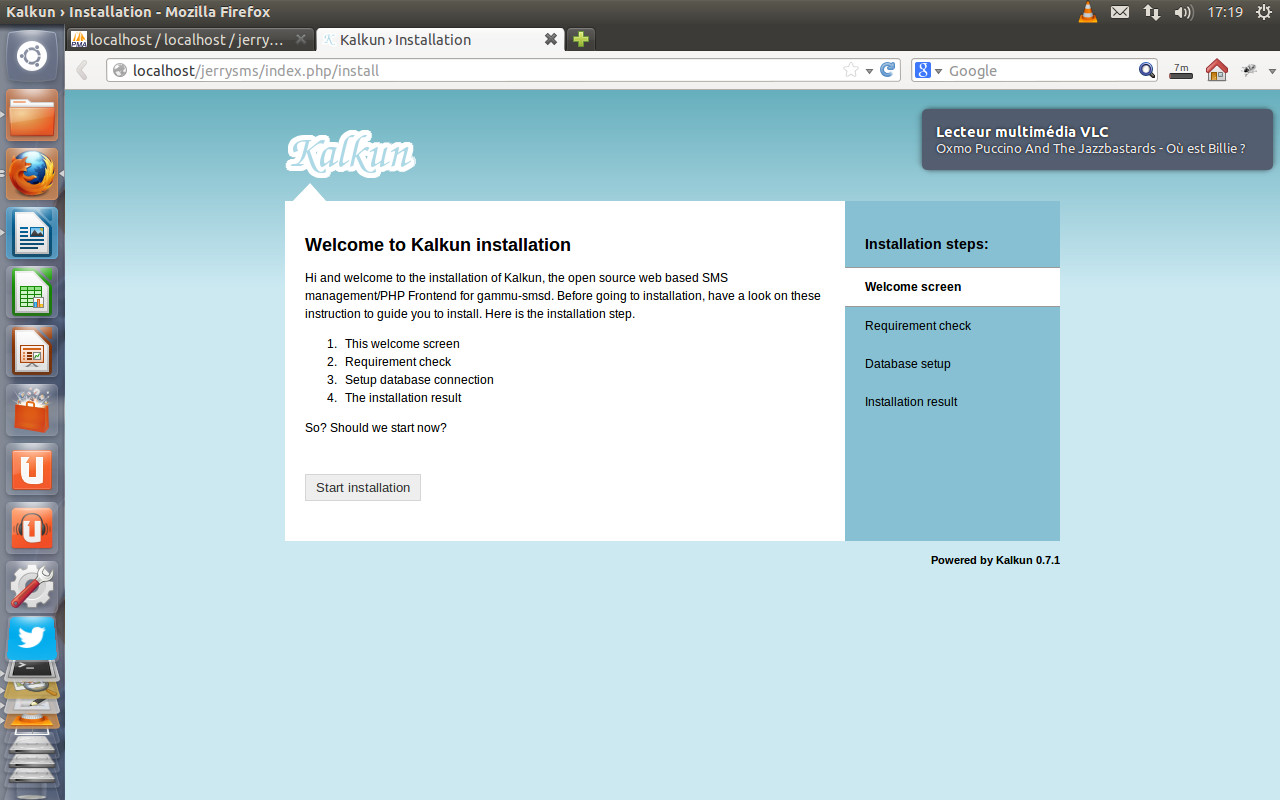 Kalkun › Installation - Mozilla Firefox
17:19
localhost / localhost / jerry...
Kalkun › Installation
localhost/jerrysms/index.php/install
Google
7m
Kalkun
Lecteur multimédia VLC
Oxmo Puccino And The Jazzbastards - Où est Billie ?
Welcome to Kalkun installation
Hi and welcome to the installation of Kalkun, the open source web based SMS
management/PHP Frontend for gammu-smsd. Before going to installation, have a look on these
instruction to guide you to install. Here is the installation step.
1. This welcome screen
2. Requirement check
3. Setup database connection
4. The installation result
So? Should we start now?
Start installation
Installation steps:
Welcome screen
Requirement check
Database setup
Installation result
Powered by Kalkun 0.7.1